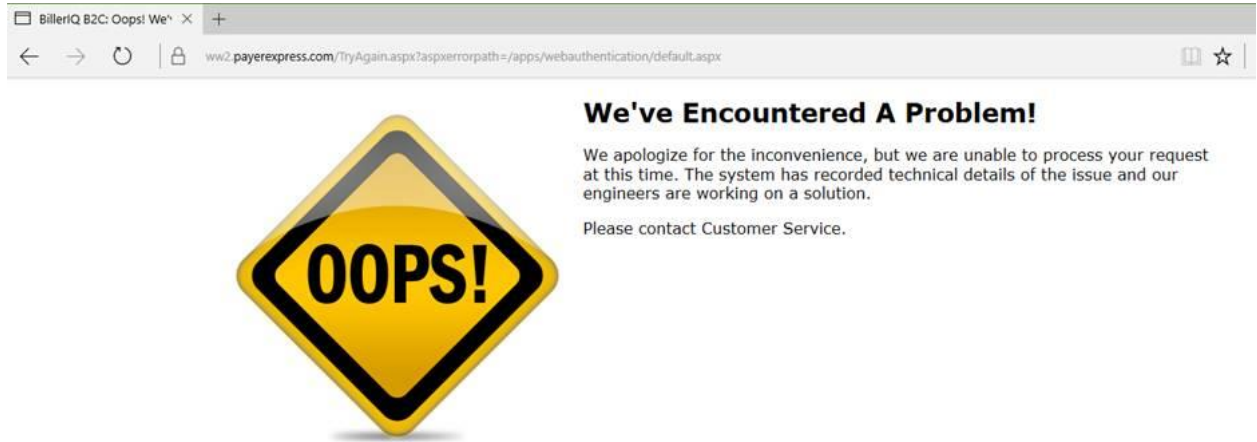 BillerIQ B2C: Oops! We'
ww2.payerexpress.com/TryAgain.aspx?aspxerrorpath=/apps/webauthentication/default.aspx
We've Encountered A Problem!
We apologize for the inconvenience, but we are unable to process your request
at this time. The system has recorded technical details of the issue and our
engineers are working on a solution.
Please contact Customer Service.
OOPS!